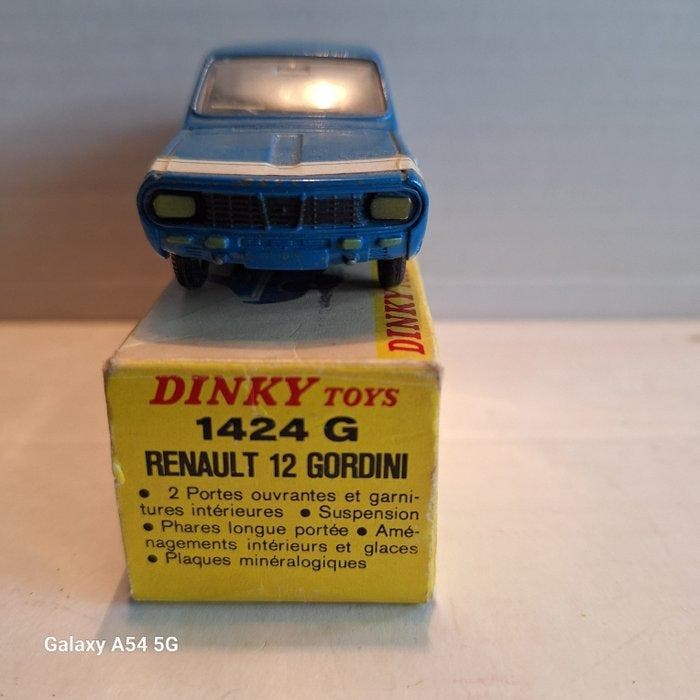 DINKY
DINKY TOYS
1424 G
RENAULT 12 GORDINI
• 2 Portes ouvrantes et garni-
tures intérieures • Suspension
• Phares longue portée • Amé-
nagements intérieurs et glaces
• Plaques minéralogiques
Galaxy A54 5G